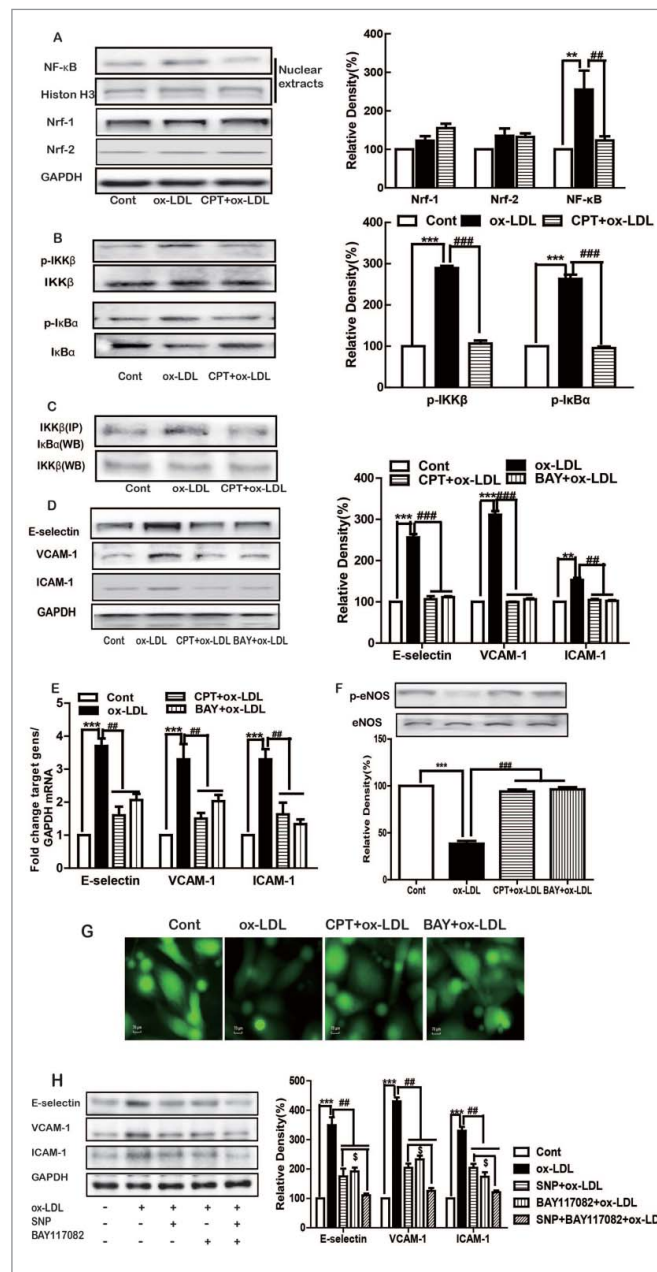 A
NF-κB
Histon H3
Nuclear
extracts
Nrf-1
Nrf-2
GAPDH
Cont ox-LDL CPT+ox-LDL
Relative Density(%)
400
300
200
100
0
** ##
Nrf-1 Nrf-2 NF-κB
B
p-IKKβ
IKKβ
p-IκBα
IκBα
Cont ox-LDL CPT+ox-LDL
Cont ox-LDL CPT+ox-LDL
Relative Density(%)
400
300
200
100
0
*** ### *** ###
p-IKKβ p-IκBα
C
IKKβ(IP)
IκBα(WB)
IKKβ(WB)
Cont ox-LDL CPT+ox-LDL
D
E-selectin
VCAM-1
ICAM-1
GAPDH
Cont ox-LDL CPT+ox-LDL BAY+ox-LDL
Cont ox-LDL
CPT+ox-LDL BAY+ox-LDL
Relative Density(%)
400
300
200
100
0
*** ### *** ### ** ##
E-selectin VCAM-1 ICAM-1
E
Cont CPT+ox-LDL
ox-LDL BAY+ox-LDL
Fold change target gens/
GAPDH mRNA
5
4
3
2
1
0
*** ## *** ## *** ##
E-selectin VCAM-1 ICAM-1
F
p-eNOS
eNOS
Relative Density(%)
150
100
50
0
*** ###
Cont ox-LDL CPT+ox-LDL BAY+ox-LDL
G
Cont ox-LDL CPT+ox-LDL BAY+ox-LDL
H
E-selectin
VCAM-1
ICAM-1
GAPDH
ox-LDL - + + + +
SNP - - + - +
BAY117082 - - - + +
Relative Density(%)
500
400
300
200
100
0
*** ## $ *** ## $ *** ## $
E-selectin VCAM-1 ICAM-1
Cont
ox-LDL
SNP+ox-LDL
BAY117082+ox-LDL
SNP+BAY117082+ox-LD